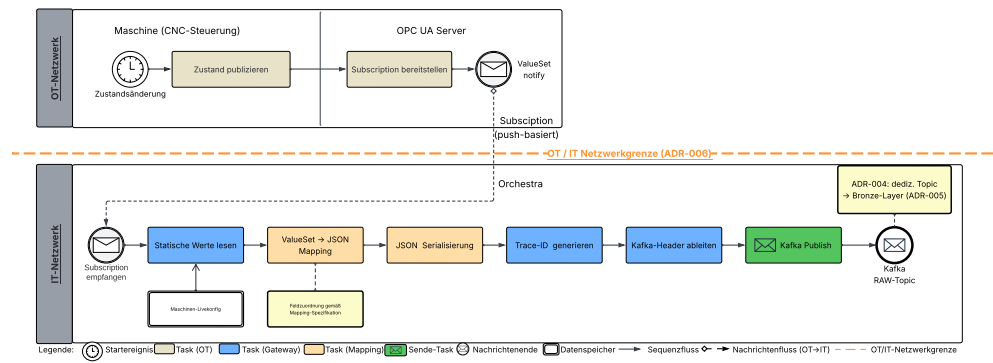 OT-Netzwerk
Maschine (CNC-Steuerung)
OPC UA Server
Zustand publizieren
Subscription bereitstellen
ValueSet
notify
Zustandsänderung
Subsciption
(push-basiert)
OT / IT Netzwerkgrenze (ADR-006)
IT-Netzwerk
Orchestra
ADR-004: dediz. Topic
→ Bronze-Layer (ADR-005)
Statische Werte lesen
ValueSet → JSON
Mapping
JSON Serialisierung
Trace-ID generieren
Kafka-Header ableiten
Kafka Publish
Subscription
empfangen
Kafka
RAW-Topic
Maschinen-Livekonfig
Feldzuordnung gemäß
Mapping-Spezifikation
Legende: Startereignis Task (OT) Task (Gateway) Task (Mapping) Sende-Task Nachrichtenende Datenspeicher Sequenzfluss Nachrichtenfluss (OT→IT) OT/IT-Netzwerkgrenze